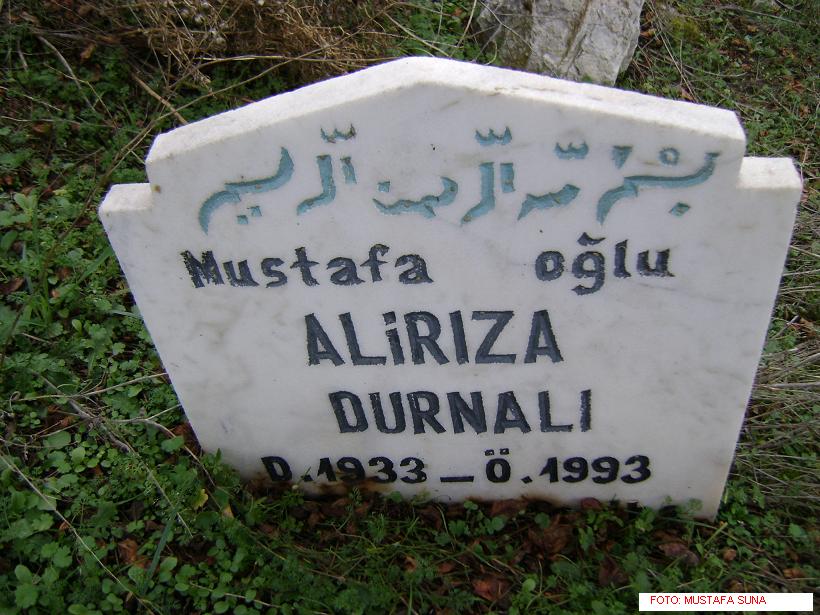 بسم الله الرحمن الرحيم
Mustafa oğlu
ALiRIZA
DURNALI
D.1933 – Ö.1993
FOTO: MUSTAFA SUNA